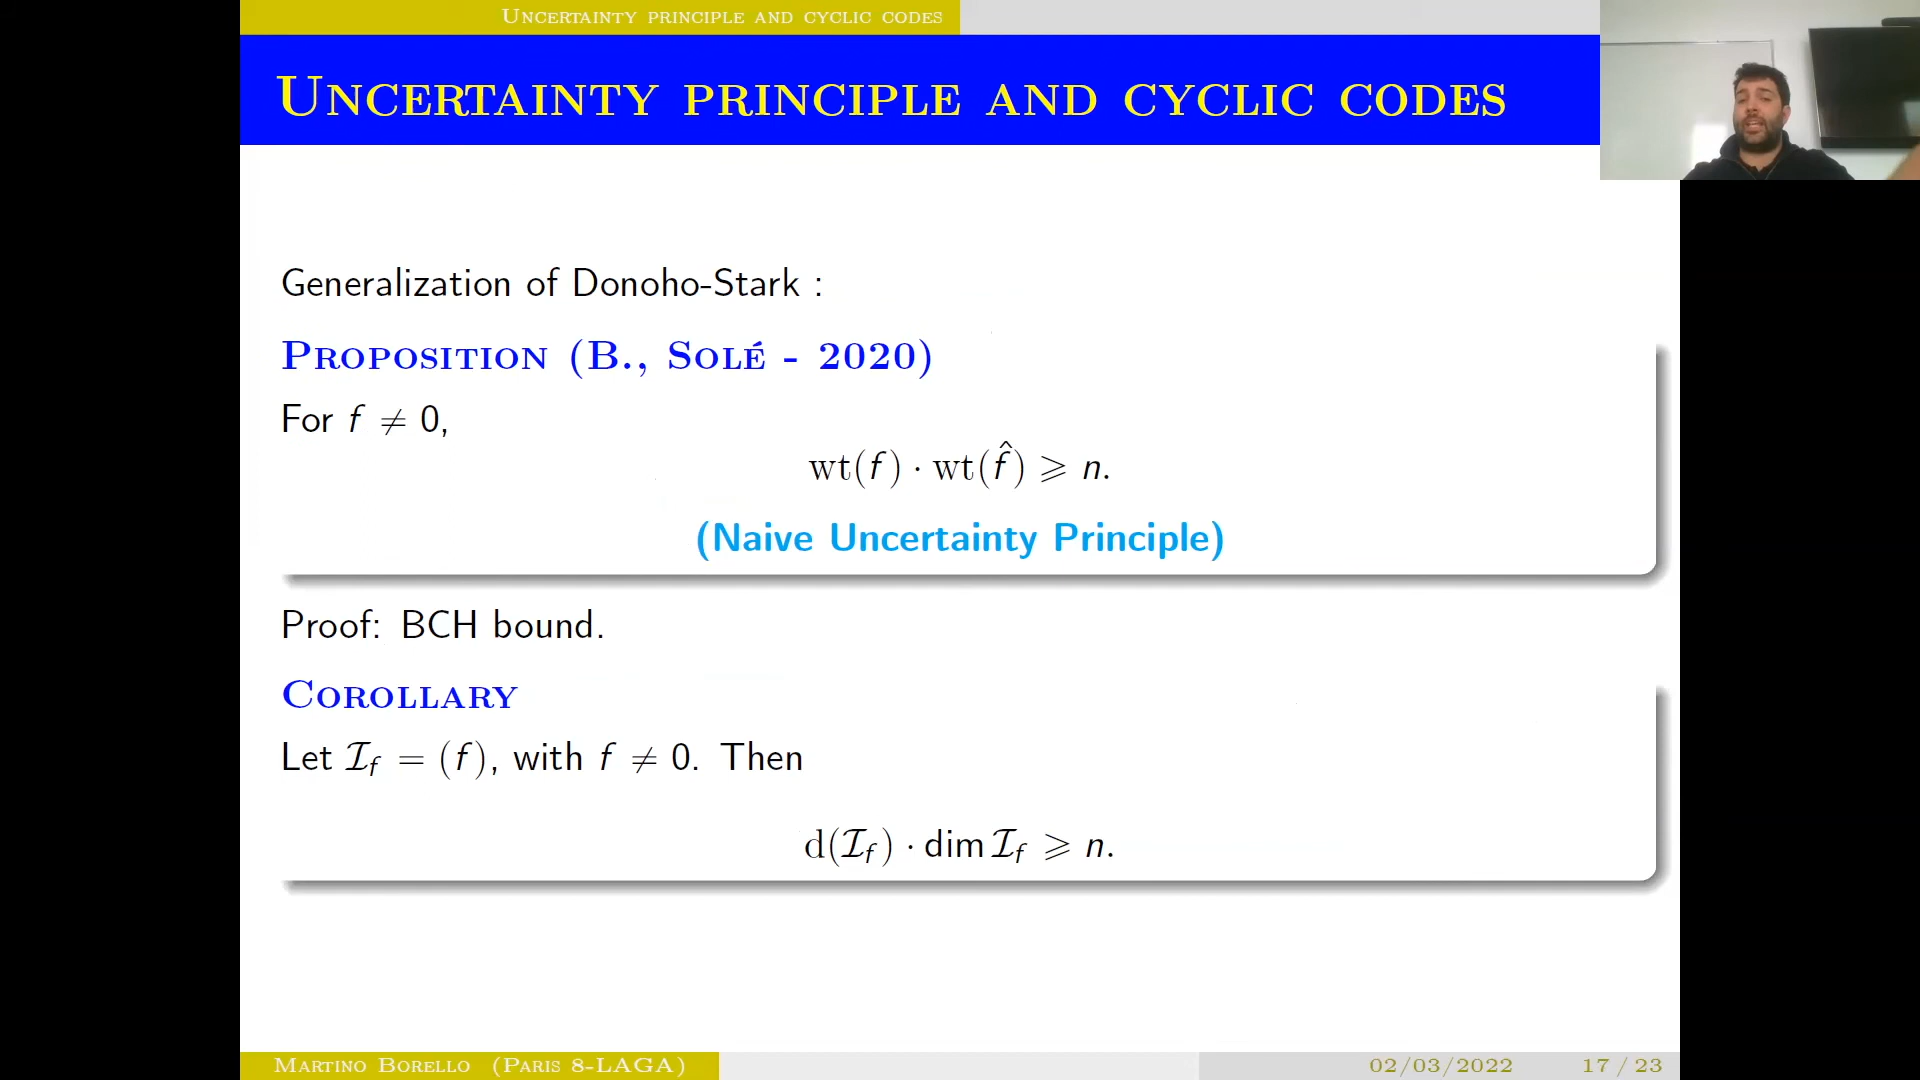 Uncertainty principle and cyclic codes
Uncertainty principle and cyclic codes
Generalization of Donoho-Stark :
Proposition (B., Solé - 2020)
For f ≠ 0,
wt(f) · wt(f̂) ⩾ n.
(Naive Uncertainty Principle)
Proof: BCH bound.
Corollary
Let ℐ_f = (f), with f ≠ 0. Then
d(ℐ_f) · dim ℐ_f ⩾ n.
Martino Borello (Paris 8-LAGA) 02/03/2022 17 / 23